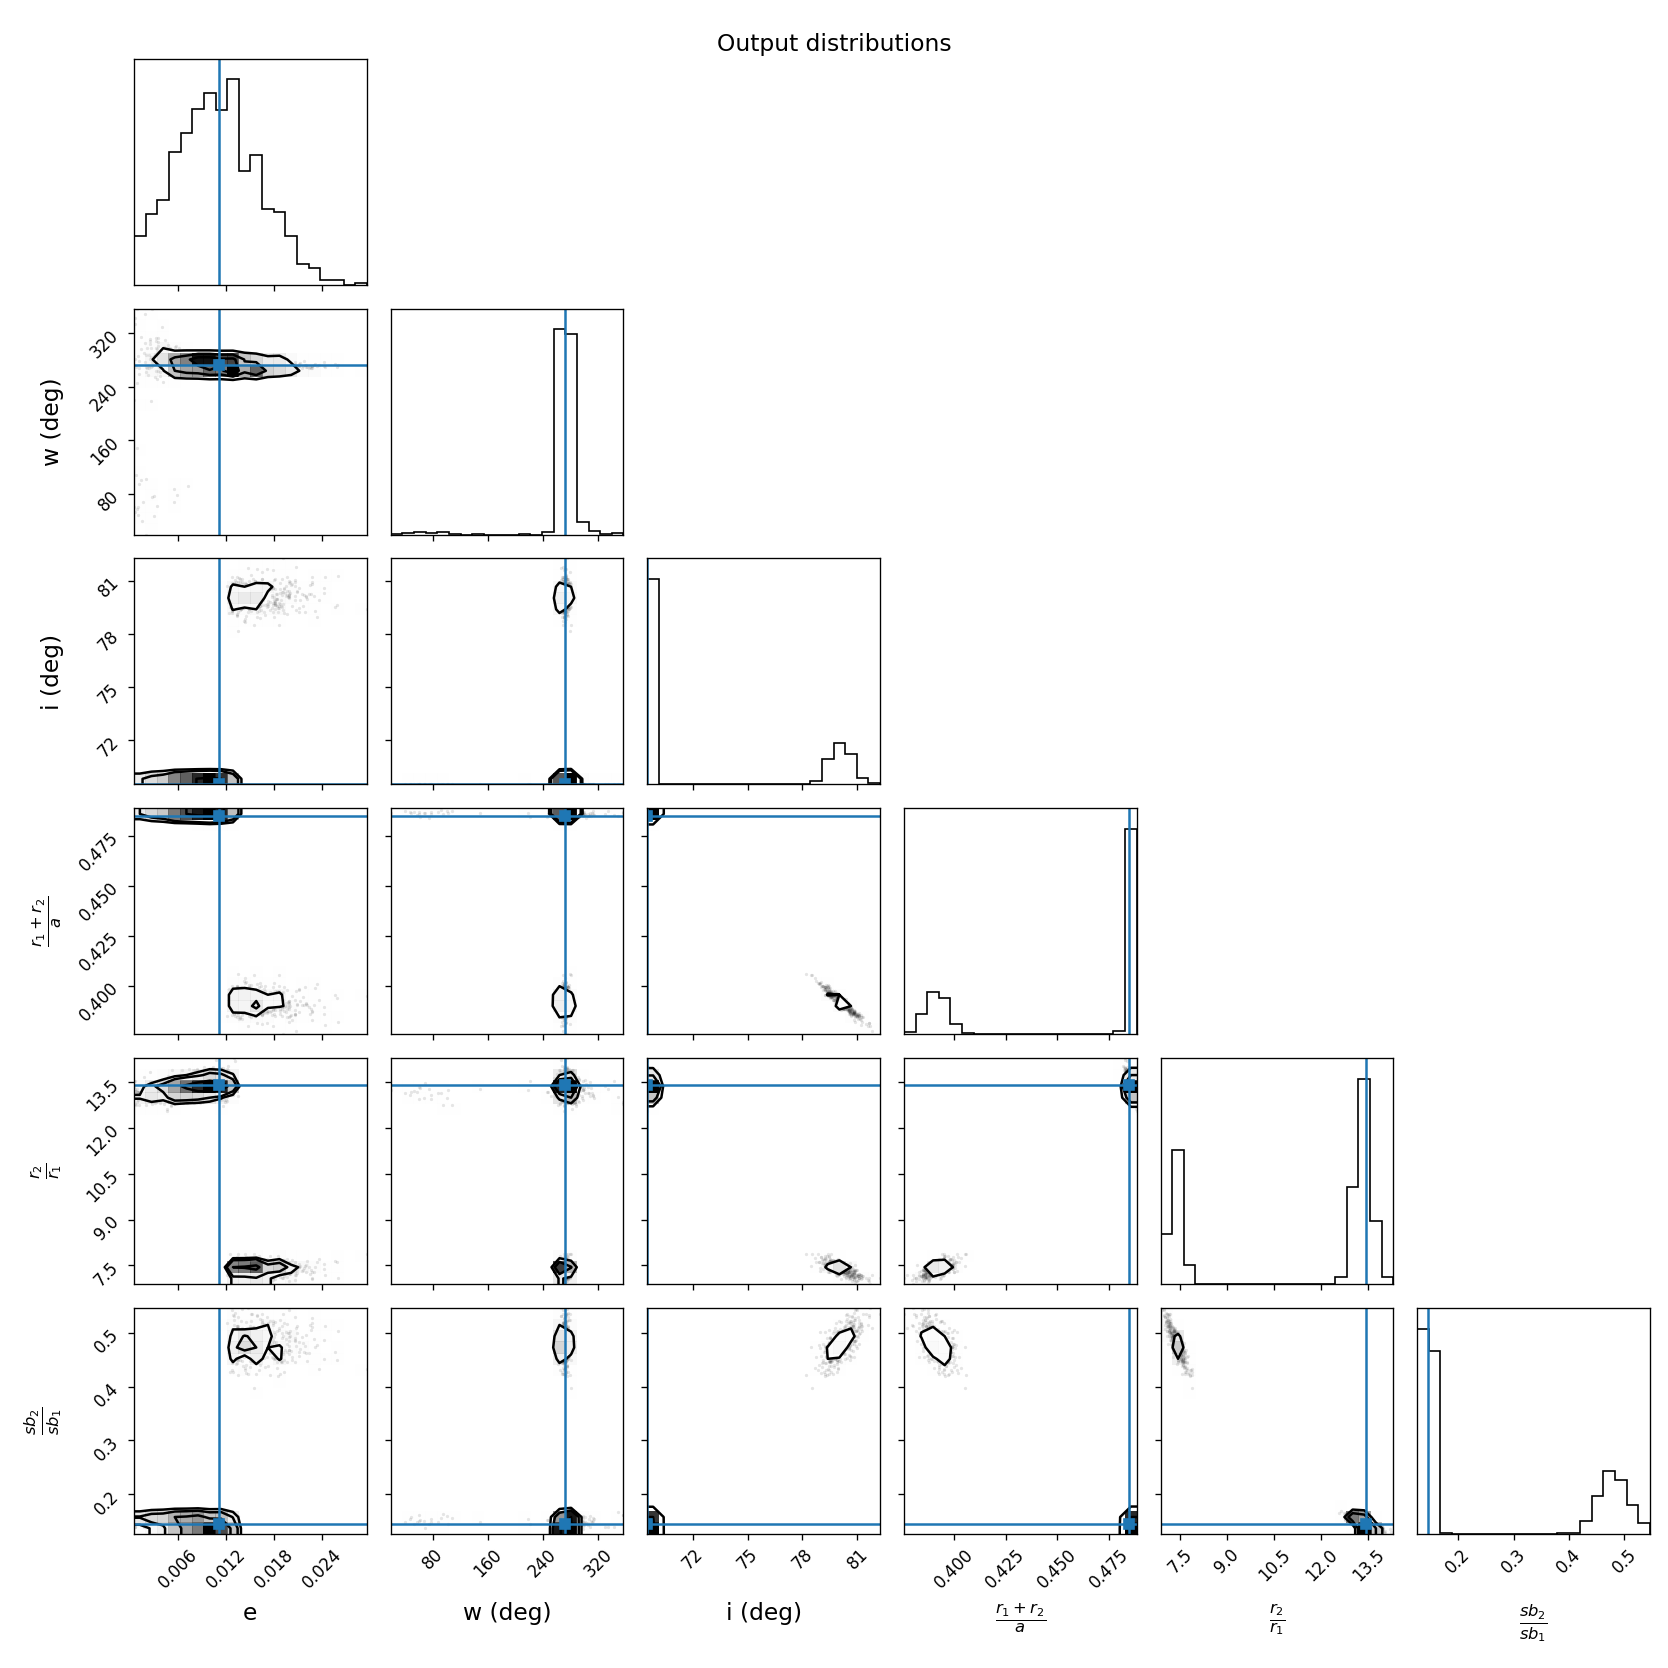 Output distributions
w (deg)
320
240
160
80
i (deg)
81
78
75
72
r1 + r2
a
0.475
0.450
0.425
0.400
r2
r1
13.5
12.0
10.5
9.0
7.5
sb2
sb1
0.5
0.4
0.3
0.2
0.006 0.012 0.018 0.024
80 160 240 320
72 75 78 81
0.400 0.425 0.450 0.475
7.5 9.0 10.5 12.0 13.5
0.2 0.3 0.4 0.5
e
w (deg)
i (deg)
r1 + r2
a
r2
r1
sb2
sb1